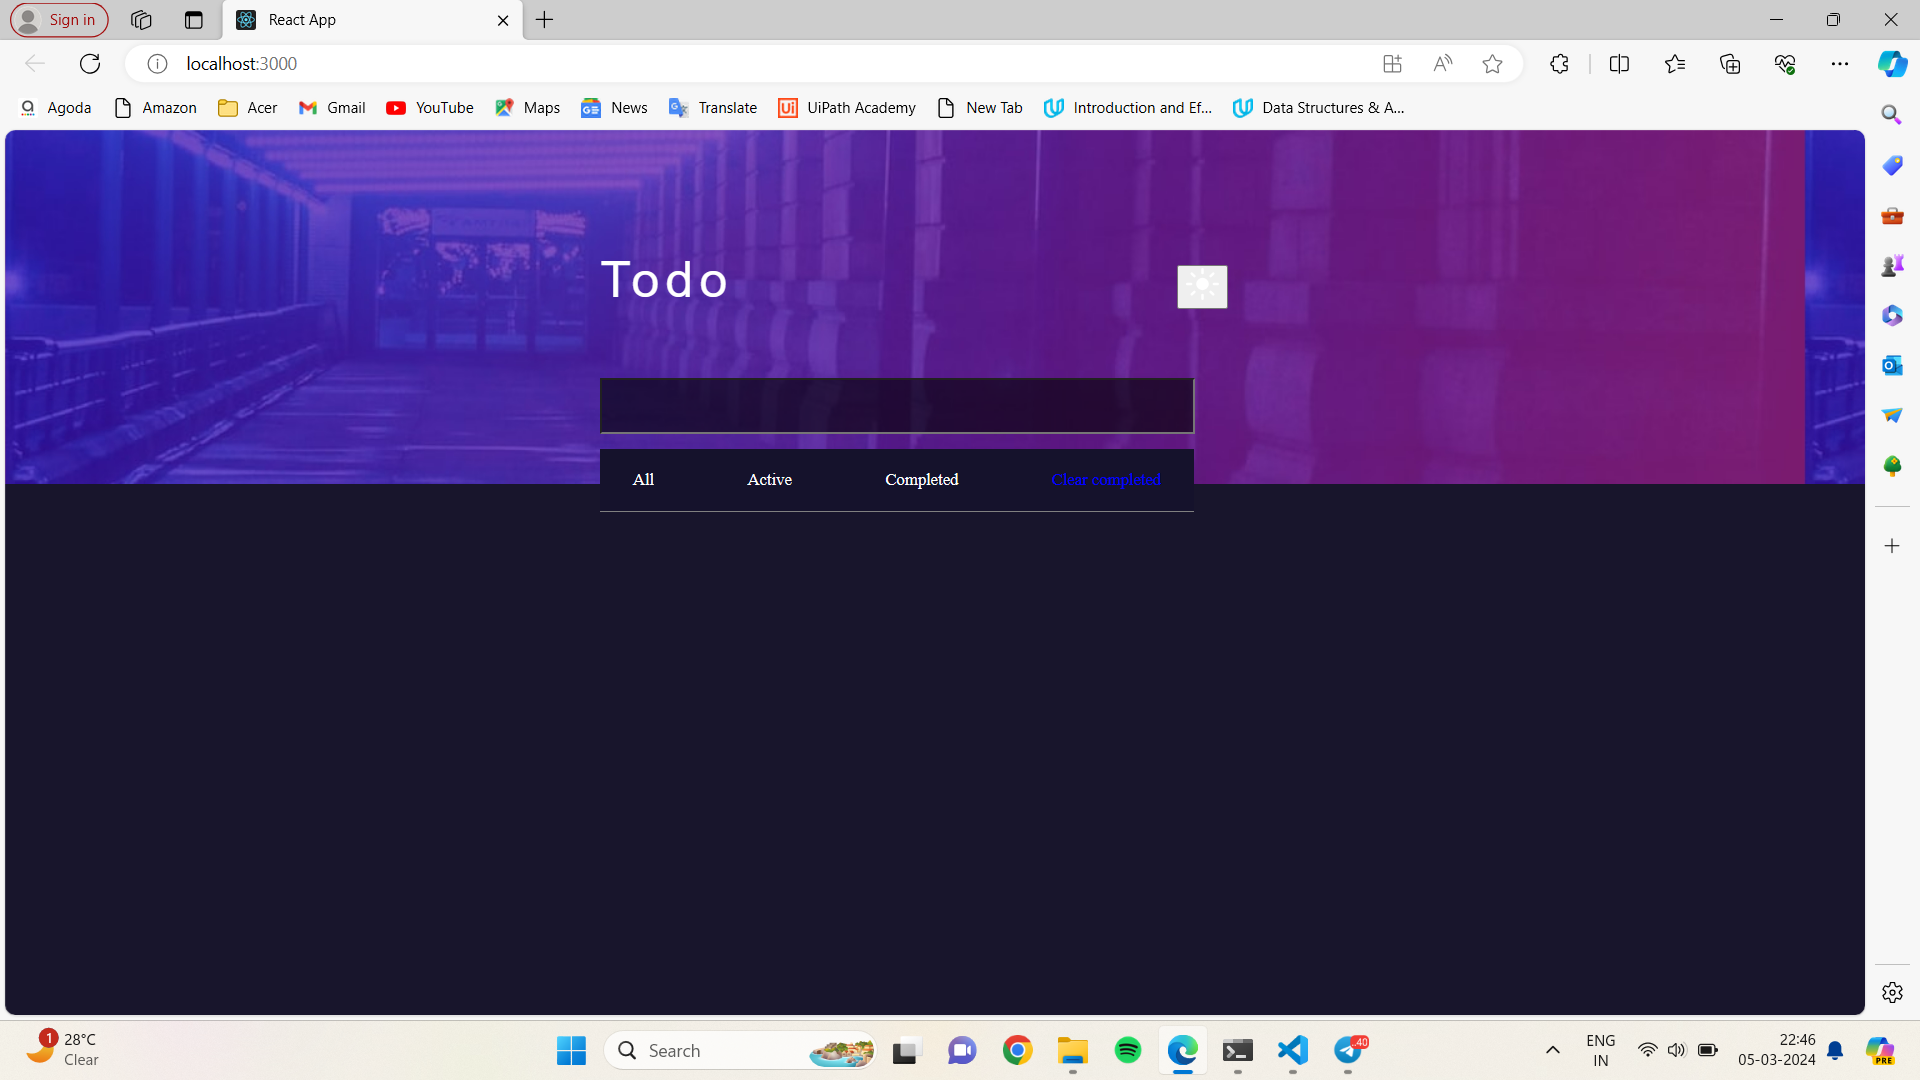 Sign in
React App
localhost:3000
Agoda
Amazon
Acer
Gmail
YouTube
Maps
News
Translate
UiPath Academy
New Tab
Introduction and Ef...
Data Structures & A...
Todo
All
Active
Completed
Clear completed
1
28°C
Clear
Search
.40
ENG
IN
22:46
05-03-2024
PRE